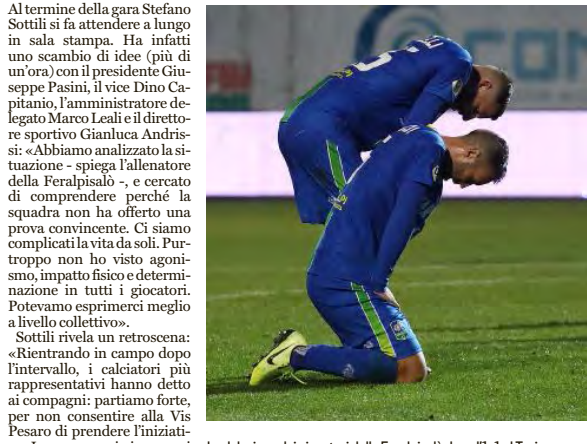 Al termine della gara Stefano
Sottili si fa attendere a lungo
in sala stampa. Ha infatti
uno scambio di idee (più di
un'ora) con il presidente Giu-
seppe Pasini, il vice Dino Ca-
pitanio, l'amministratore de-
legato Marco Leali e il diretto-
re sportivo Gianluca Andris-
si: «Abbiamo analizzato la si-
tuazione - spiega l'allenatore
della Feralpisalò -, e cercato
di comprendere perché la
squadra non ha offerto una
prova convincente. Ci siamo
complicati la vita da soli. Pur-
troppo non ho visto agoni-
smo, impatto fisico e determi-
nazione in tutti i giocatori.
Potevamo esprimerci meglio
a livello collettivo».
Sottili rivela un retroscena:
«Rientrando in campo dopo
l'intervallo, i calciatori più
rappresentativi hanno detto
ai compagni: partiamo forte,
per non consentire alla Vis
Pesaro di prendere l'iniziati-
CON
5